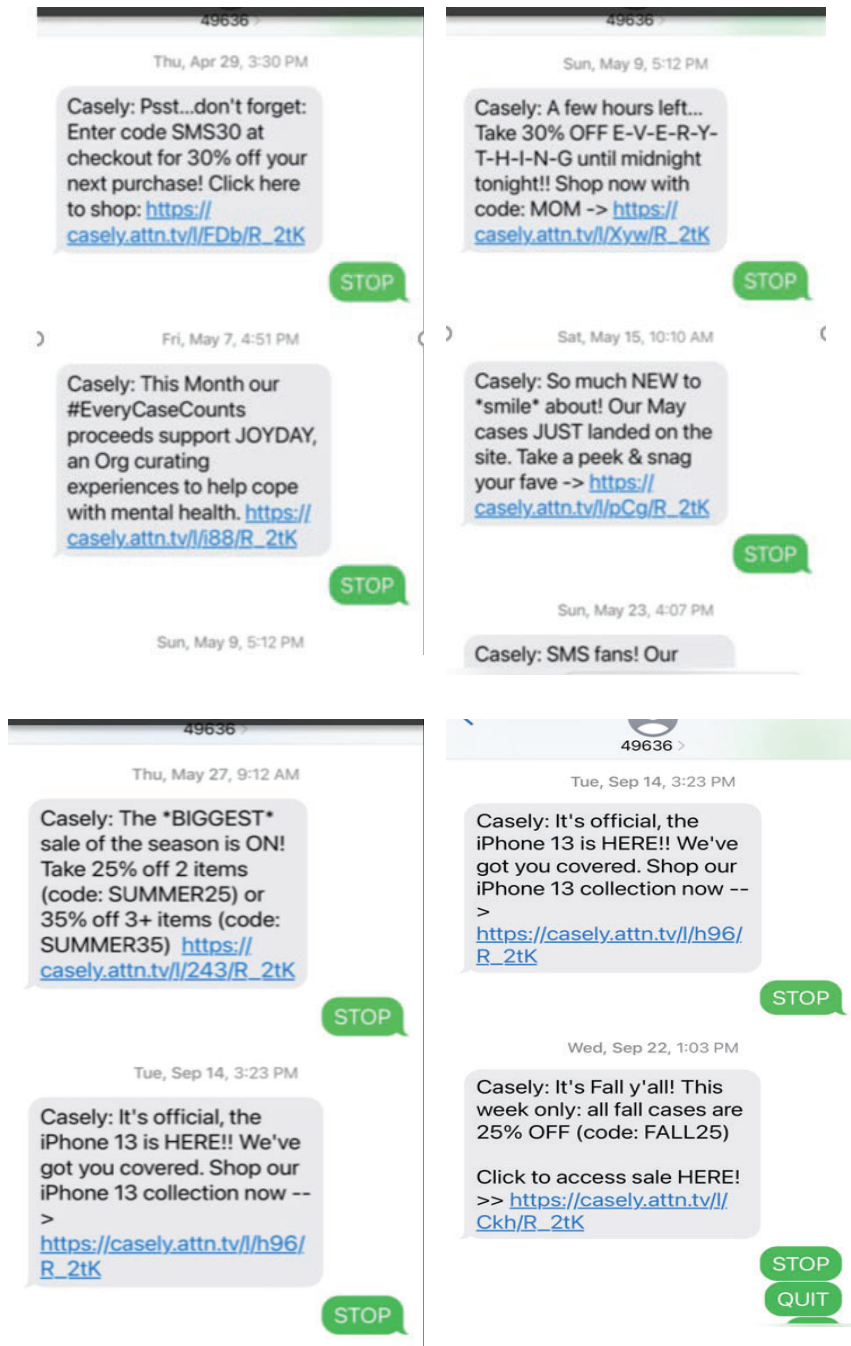 49636 >
Thu, Apr 29, 3:30 PM
Casely: Psst...don't forget:
Enter code SMS30 at
checkout for 30% off your
next purchase! Click here
to shop: https://
casely.attn.tv/l/FDb/R_2tK
STOP
Fri, May 7, 4:51 PM
Casely: This Month our
#EveryCaseCounts
proceeds support JOYDAY,
an Org curating
experiences to help cope
with mental health. https://
casely.attn.tv/l/i88/R_2tK
STOP
Sun, May 9, 5:12 PM
49636 >
Sun, May 9, 5:12 PM
Casely: A few hours left...
Take 30% OFF E-V-E-R-Y-
T-H-I-N-G until midnight
tonight!! Shop now with
code: MOM -> https://
casely.attn.tv/l/Xyw/R_2tK
STOP
Sat, May 15, 10:10 AM
Casely: So much NEW to
*smile* about! Our May
cases JUST landed on the
site. Take a peek & snag
your fave -> https://
casely.attn.tv/l/pCg/R_2tK
STOP
Sun, May 23, 4:07 PM
Casely: SMS fans! Our
49636 >
Thu, May 27, 9:12 AM
Casely: The *BIGGEST*
sale of the season is ON!
Take 25% off 2 items
(code: SUMMER25) or
35% off 3+ items (code:
SUMMER35) https://
casely.attn.tv/l/243/R_2tK
STOP
Tue, Sep 14, 3:23 PM
Casely: It's official, the
iPhone 13 is HERE!! We've
got you covered. Shop our
iPhone 13 collection now --
>
https://casely.attn.tv/l/h96/
R_2tK
STOP
49636 >
Tue, Sep 14, 3:23 PM
Casely: It's official, the
iPhone 13 is HERE!! We've
got you covered. Shop our
iPhone 13 collection now --
>
https://casely.attn.tv/l/h96/
R_2tK
STOP
Wed, Sep 22, 1:03 PM
Casely: It's Fall y'all! This
week only: all fall cases are
25% OFF (code: FALL25)
Click to access sale HERE!
>> https://casely.attn.tv/l/
Ckh/R_2tK
STOP
QUIT